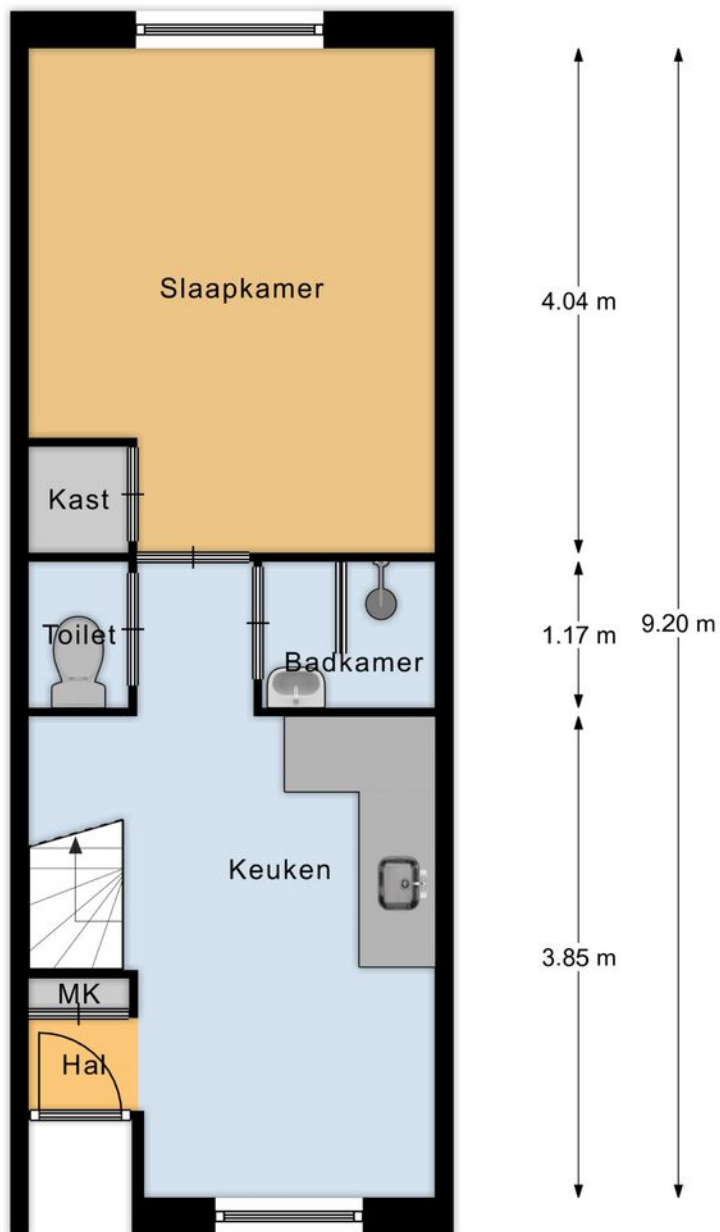 Slaapkamer
4.04 m
Kast
Toilet
1.17 m
9.20 m
Badkamer
Keuken
3.85 m
MK
Hal